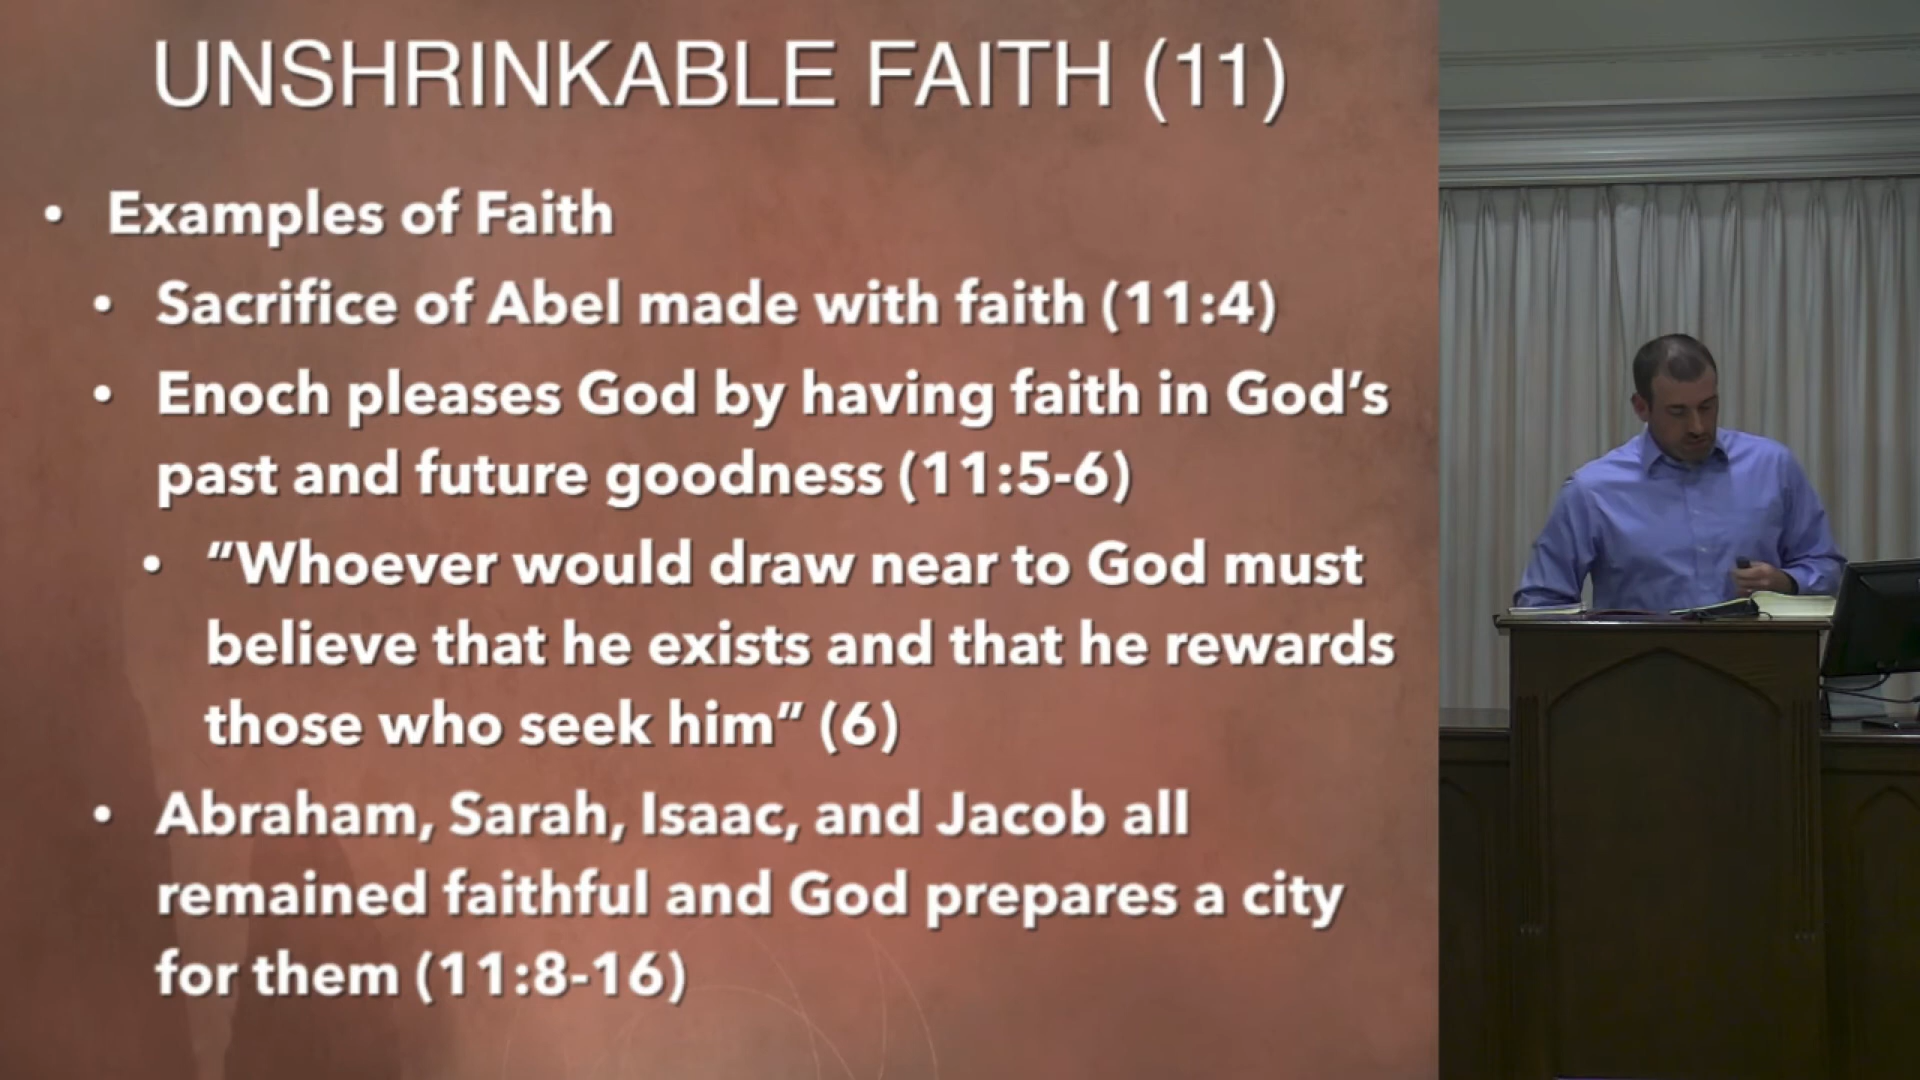 UNSHRINKABLE FAITH (11)
• Examples of Faith
• Sacrifice of Abel made with faith (11:4)
• Enoch pleases God by having faith in God’s
past and future goodness (11:5-6)
• “Whoever would draw near to God must
believe that he exists and that he rewards
those who seek him” (6)
• Abraham, Sarah, Isaac, and Jacob all
remained faithful and God prepares a city
for them (11:8-16)